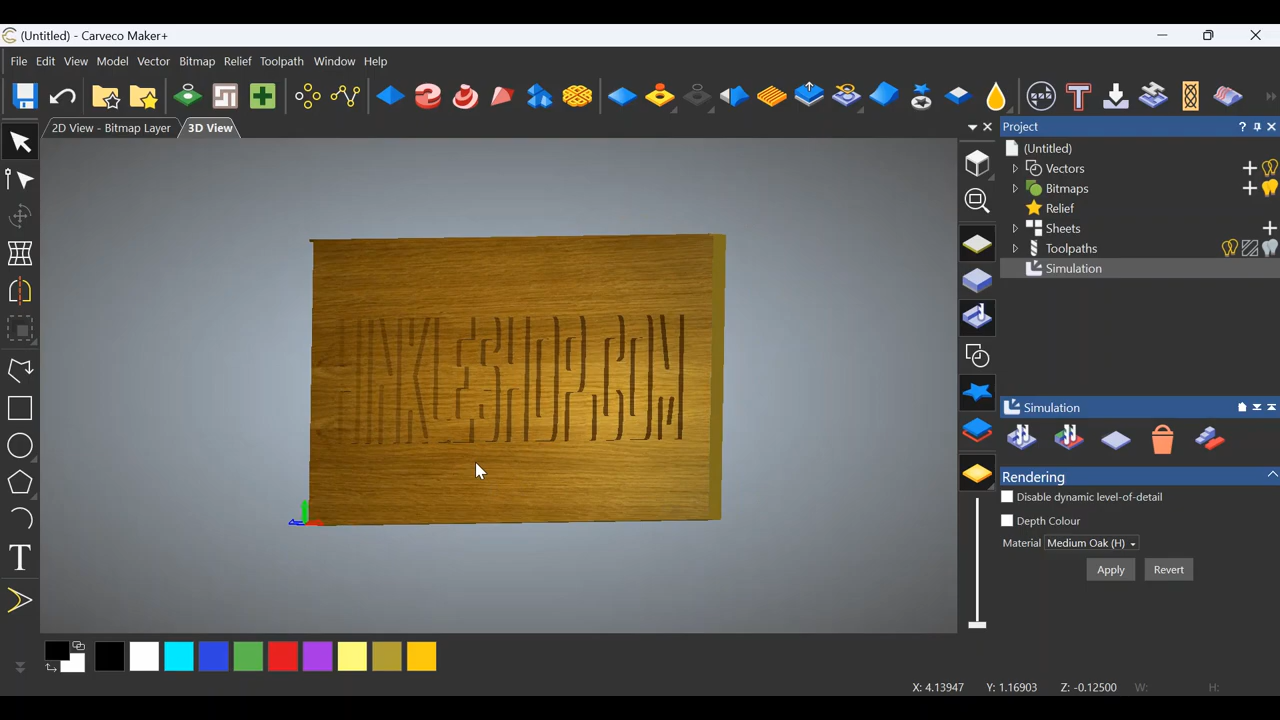 (Untitled) - Carveco Maker+
File Edit View Model Vector Bitmap Relief Toolpath Window Help
2D View - Bitmap Layer
3D View
Project
(Untitled)
Vectors
Bitmaps
Relief
Sheets
Toolpaths
Simulation
Simulation
Rendering
Disable dynamic level-of-detail
Depth Colour
Material Medium Oak (H)
Apply Revert
X: 4.13947 Y: 1.16903 Z: -0.12500 W: H: